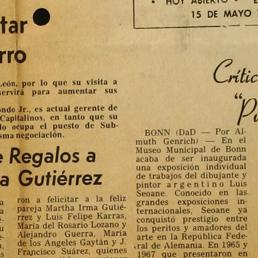 tar
rro
León, por lo que su visita a
servirá para aumentar sus
ondo Jr., es actual gerente de
Capitalinos, en tanto que su
lo ocupa el puesto de Sub-
sma negociación.
e Regalos a
a Gutiérrez
ron a felicitar a la feliz
pareja Martha Irma Gutiér-
z y Luis Felipe Karras,
María del Rosario Lozano y
Alejandro Guerra, María
de los Angeles Gaytán y J.
Francisco Suárez, quienes
HOY ABIERTO
15 DE MAYO
Critic
"Pi
BONN (DaD — Por Al-
muth Genrich) — En el
Museo Municipal de Bonn
acaba de ser inaugurada
una exposición individual
de trabajos del dibujante y
pintor argentino Luis
Seoane. Conocido en las
grandes exposiciones in-
ternacionales, Seoane ya
conquistó prestigio entre
los peritos y amadores del
arte en la República Fede-
ral de Alemania. En 1965 y
1967 que presentaron en